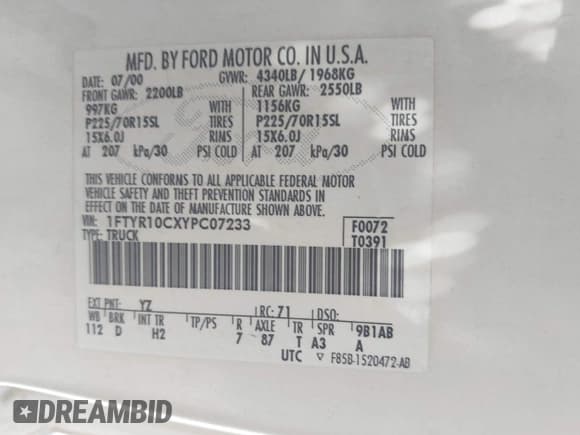 MFD. BY FORD MOTOR CO. IN U.S.A.
DATE: 07/00 GVWR: 4340LB/ 1968KG
FRONT GAWR: 2200LB REAR GAWR: 2550LB
997KG WITH 1156KG WITH
P225/70R15SL TIRES P225/70R15SL TIRES
15X6.0J RINS 15X6.0J RINS
AT 207 kPa/30 PSI COLD AT 207 kPa/30 PSI COLD
THIS VEHICLE CONFORMS TO ALL APPLICABLE FEDERAL MOTOR
VEHICLE SAFETY AND THEFT PREVENTION STANDARDS
IN EFFECT ON THE DATE OF MANUFACTURE SHOWN ABOVE
VIN: 1FTYR10CXYPC07233 F0072
TYPE: TRUCK T0391
EXT PNT: YZ RC: 71 DSO:
WB BRK INT TR TP/PS R AXLE TR SPR 9B1AB
112 D H2 7 87 T A3 A
UTC ▽ F85B-1520472-AB
DREAMBID